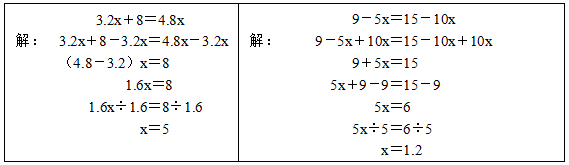 3.2x＋8＝4.8x
解： 3.2x＋8－3.2x＝4.8x－3.2x
（4.8－3.2）x＝8
1.6x＝8
1.6x÷1.6＝8÷1.6
x＝5
9－5x＝15－10x
解： 9－5x＋10x＝15－10x＋10x
9＋5x＝15
5x＋9－9＝15－9
5x＝6
5x÷5＝6÷5
x＝1.2